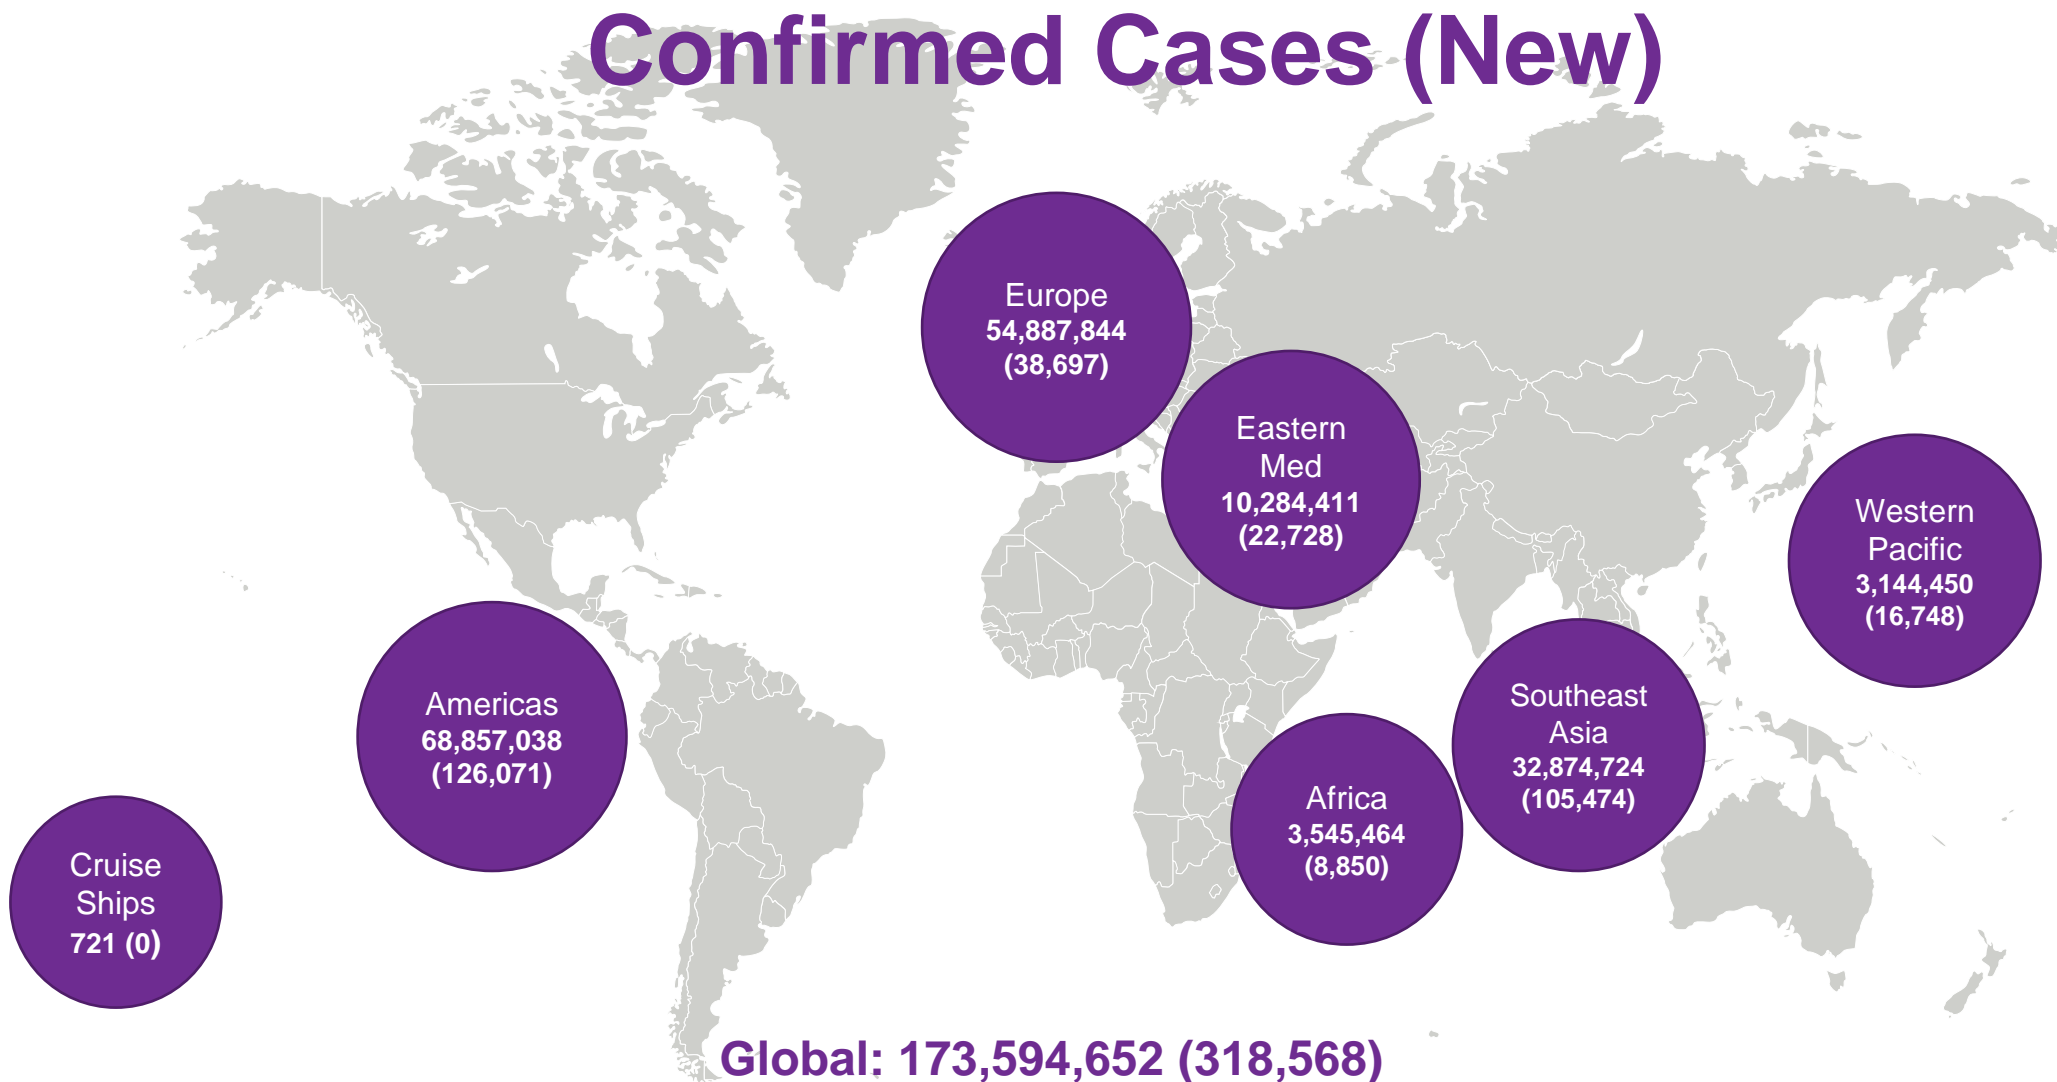 Confirmed Cases (New)
Europe
54,887,844
(38,697)
Eastern
Med
10,284,411
(22,728)
Western
Pacific
3,144,450
(16,748)
Americas
68,857,038
(126,071)
Southeast
Asia
32,874,724
(105,474)
Africa
3,545,464
(8,850)
Cruise
Ships
721 (0)
Global: 173,594,652 (318,568)